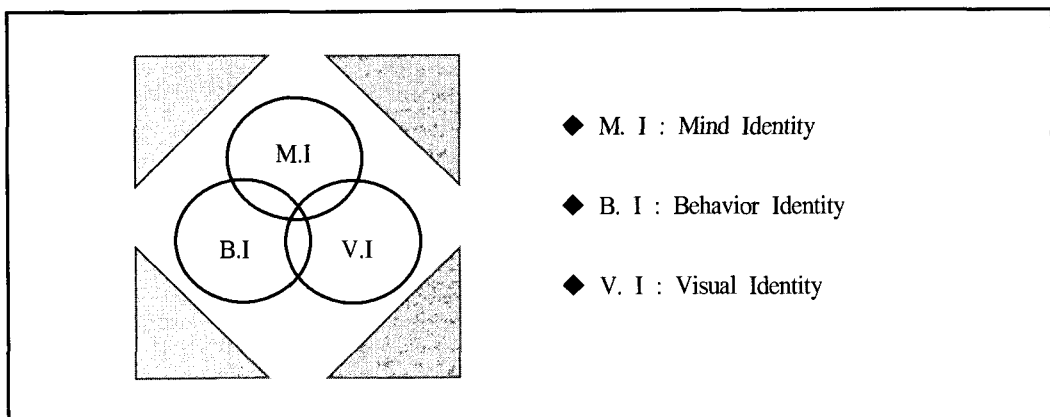 M.I
B.I
V.I
◆ M. I : Mind Identity
◆ B. I : Behavior Identity
◆ V. I : Visual Identity